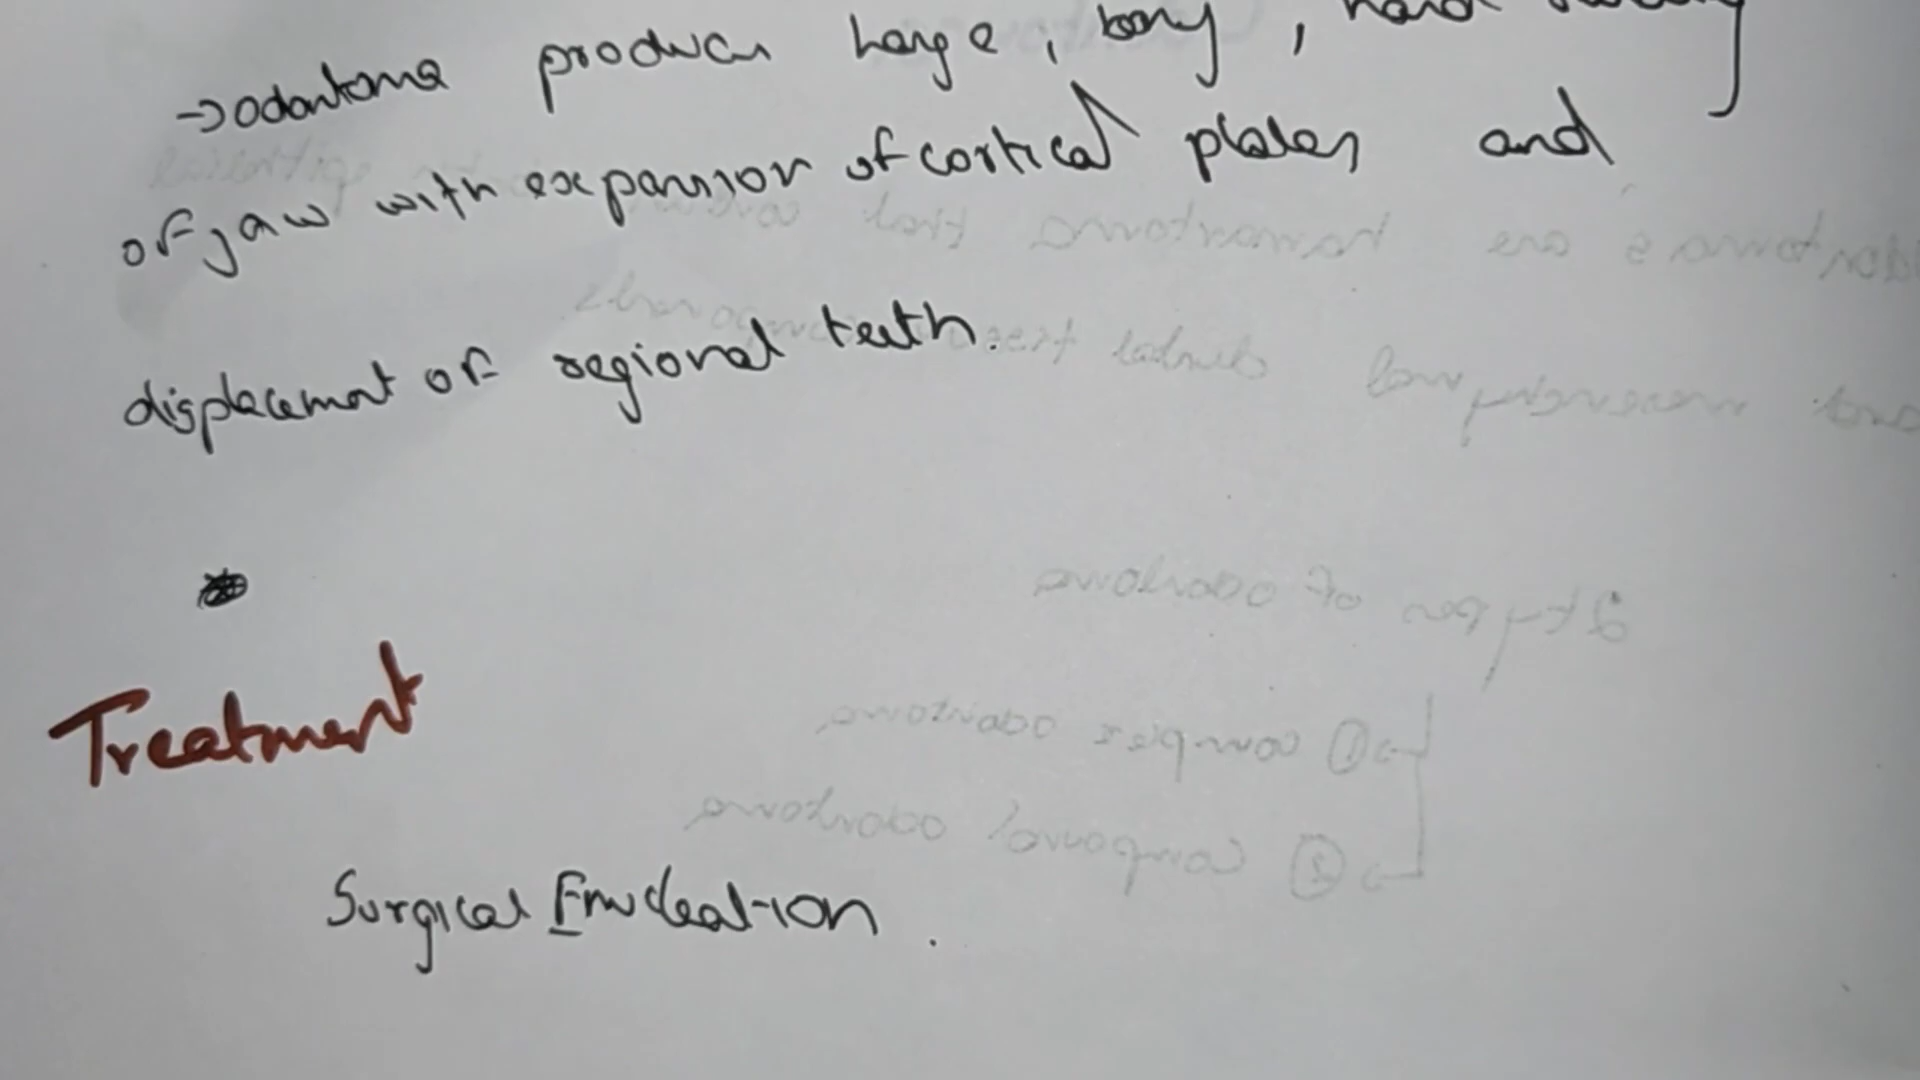 → odontoma produces large, bony, hard swelling
of jaw with expansion of cortical plates and
displacement of regional teeth.
Treatment
Surgical Enucleation.